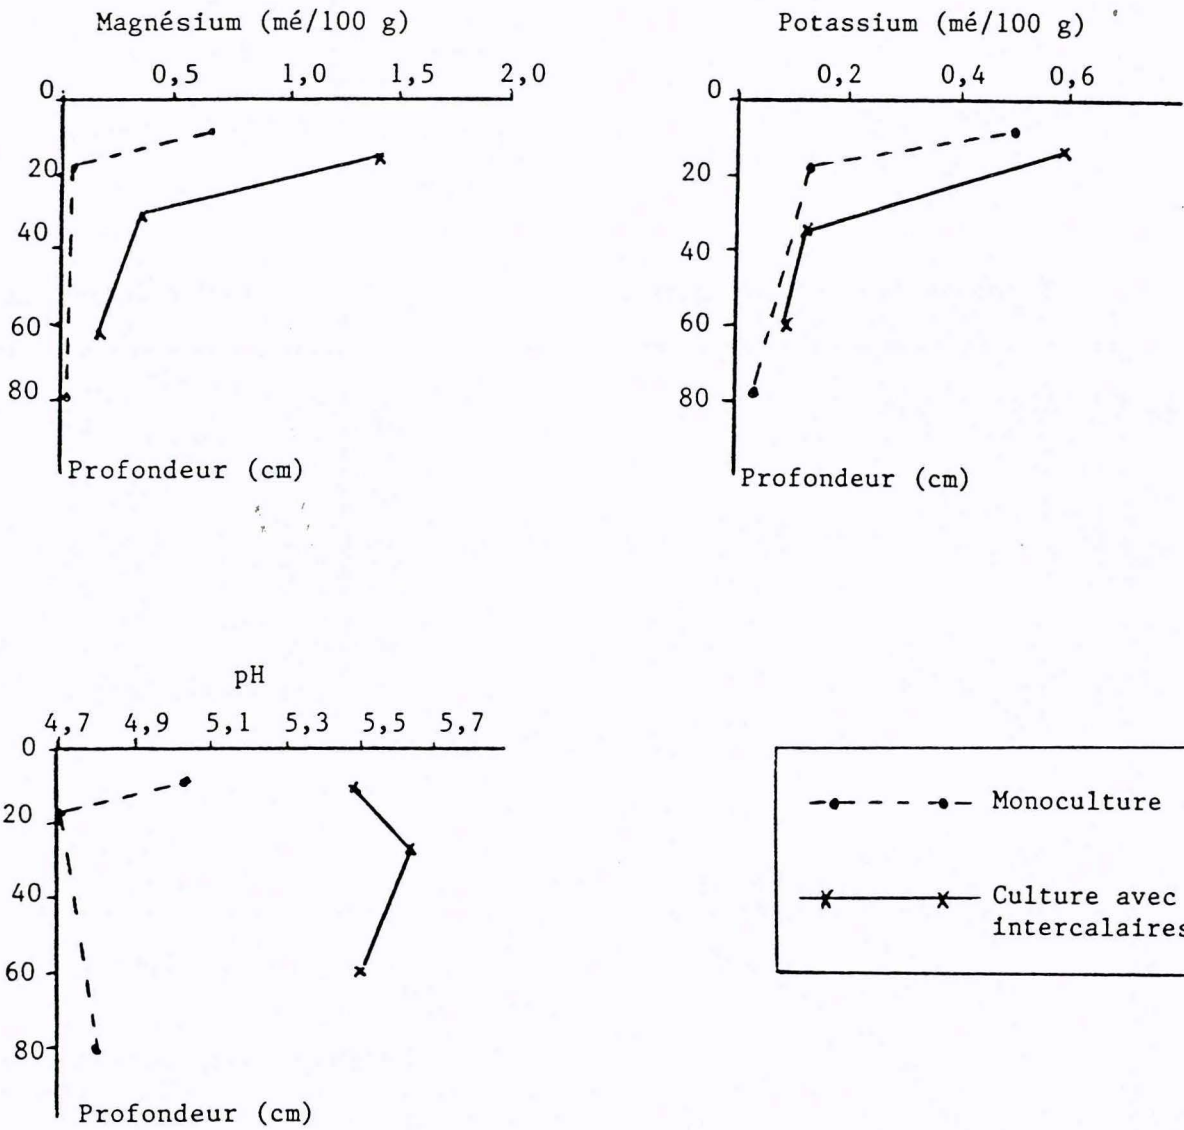 Magnésium (mé/100 g)
0,5 1,0 1,5 2,0
0
20
40
60
80
Profondeur (cm)
Potassium (mé/100 g)
0,2 0,4 0,6
0
20
40
60
80
Profondeur (cm)
pH
4,7 4,9 5,1 5,3 5,5 5,7
0
20
40
60
80
Profondeur (cm)
Monoculture
Culture avec
intercalaires